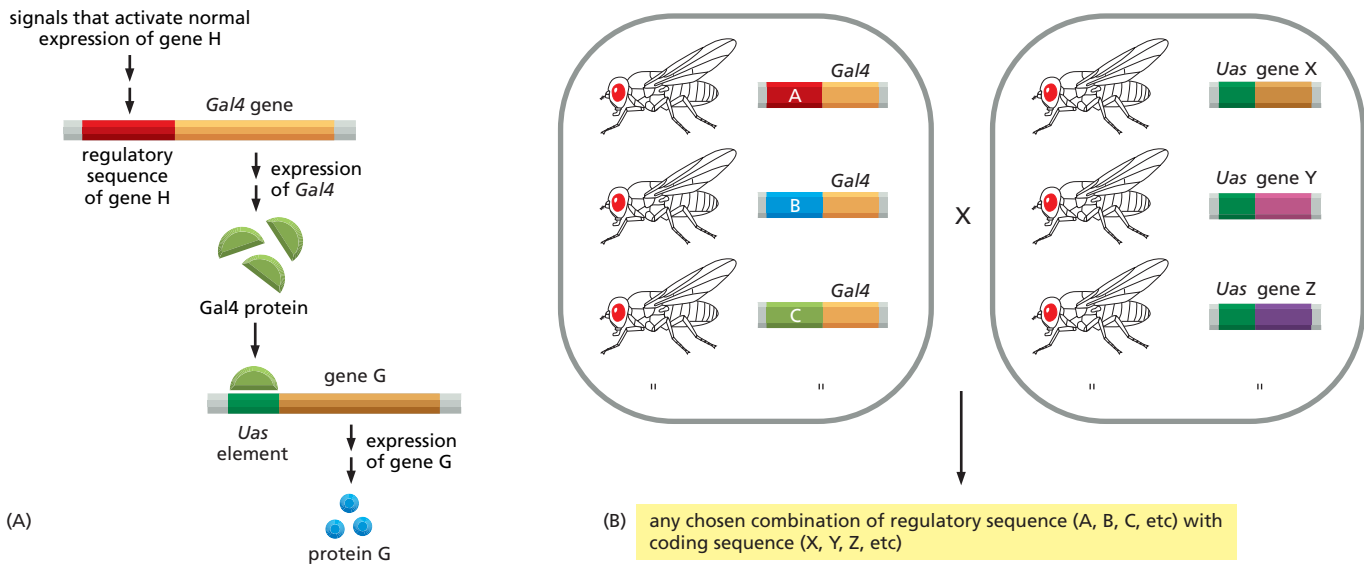 signals that activate normal
expression of gene H
Gal4 gene
regulatory
sequence
of gene H
expression
of Gal4
Gal4 protein
gene G
Uas
element
expression
of gene G
protein G
(A)
Gal4
A
Gal4
B
Gal4
C
" "
X
Uas gene X
Uas gene Y
Uas gene Z
" "
(B)
any chosen combination of regulatory sequence (A, B, C, etc) with
coding sequence (X, Y, Z, etc)